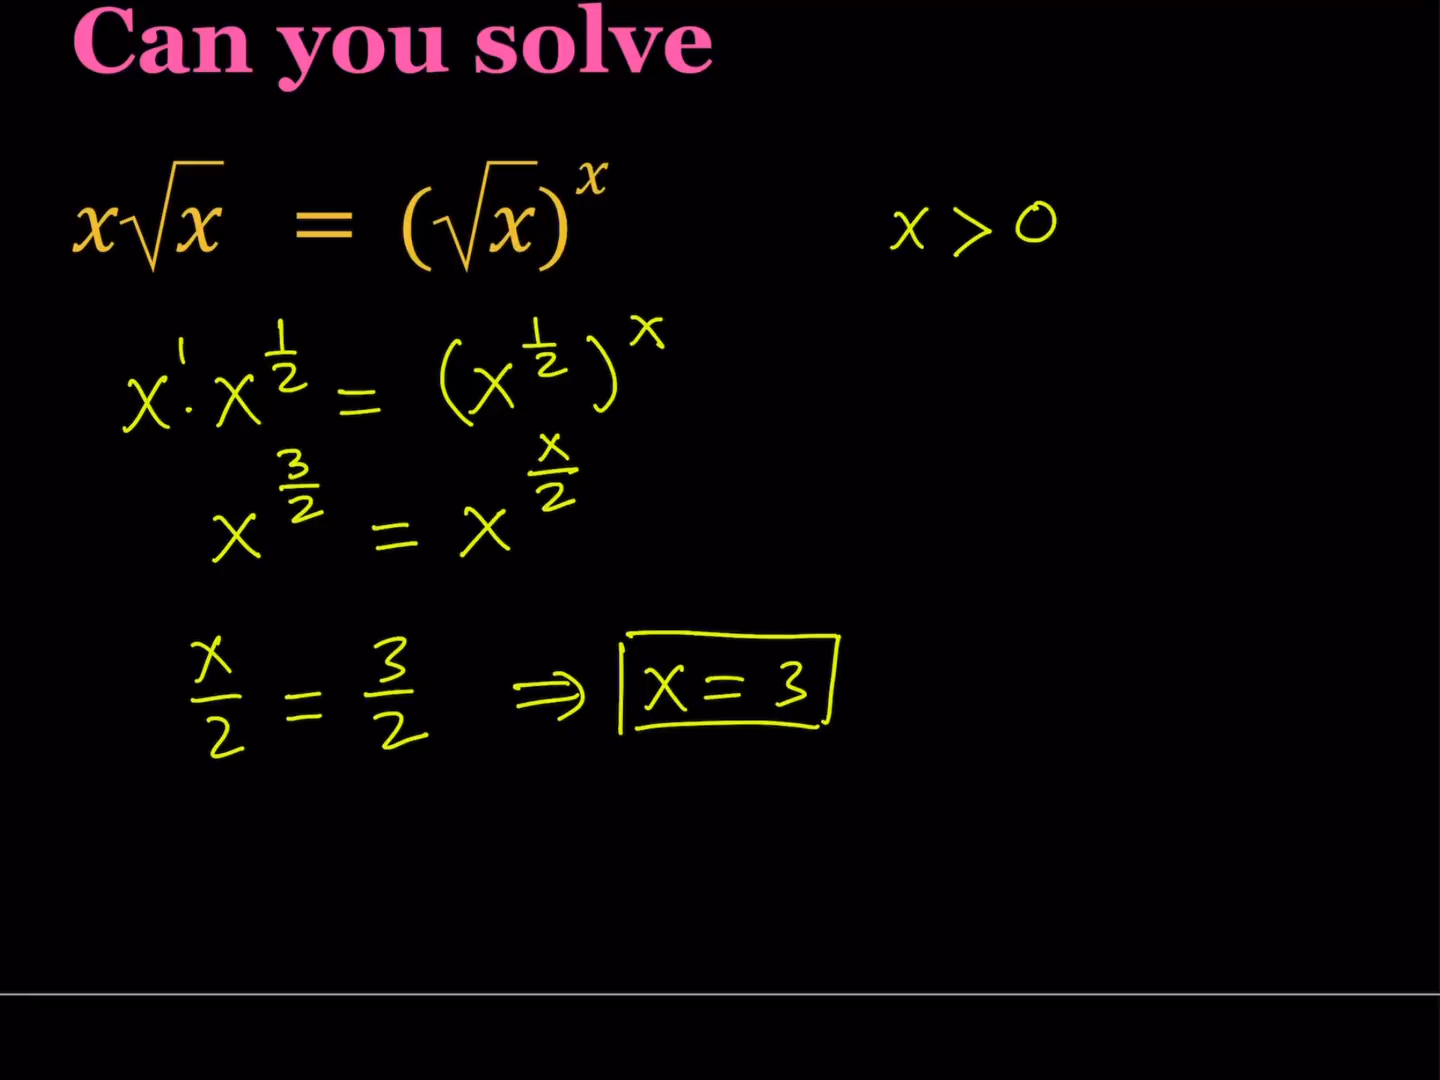 Can you solve
x√x = (√x)^x
x > 0
x^1 · x^(1/2) = (x^(1/2))^x
x^(3/2) = x^(x/2)
x/2 = 3/2 ⇒ x = 3